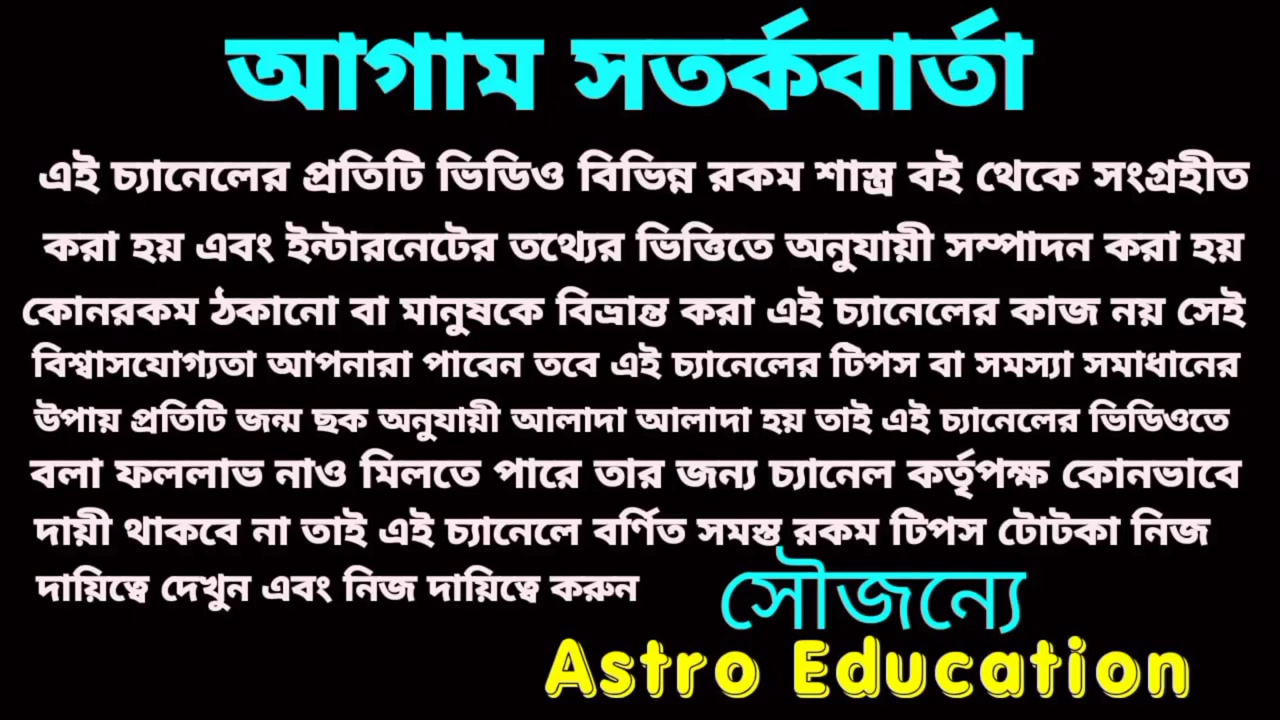 আগাম সতর্কবার্তা
এই চ্যানেলের প্রতিটি ভিডিও বিভিন্ন রকম শাস্ত্র বই থেকে সংগ্রহীত
করা হয় এবং ইন্টারনেটের তথ্যের ভিত্তিতে অনুযায়ী সম্পাদন করা হয়
কোনরকম ঠকানো বা মানুষকে বিভ্রান্ত করা এই চ্যানেলের কাজ নয় সেই
বিশ্বাসযোগ্যতা আপনারা পাবেন তবে এই চ্যানেলের টিপস বা সমস্যা সমাধানের
উপায় প্রতিটি জন্ম ছক অনুযায়ী আলাদা আলাদা হয় তাই এই চ্যানেলের ভিডিওতে
বলা ফললাভ নাও মিলতে পারে তার জন্য চ্যানেল কর্তৃপক্ষ কোনভাবে
দায়ী থাকবে না তাই এই চ্যানেলে বর্ণিত সমস্ত রকম টিপস টোটকা নিজ
দায়িত্বে দেখুন এবং নিজ দায়িত্বে করুন
সৌজন্যে
Astro Education